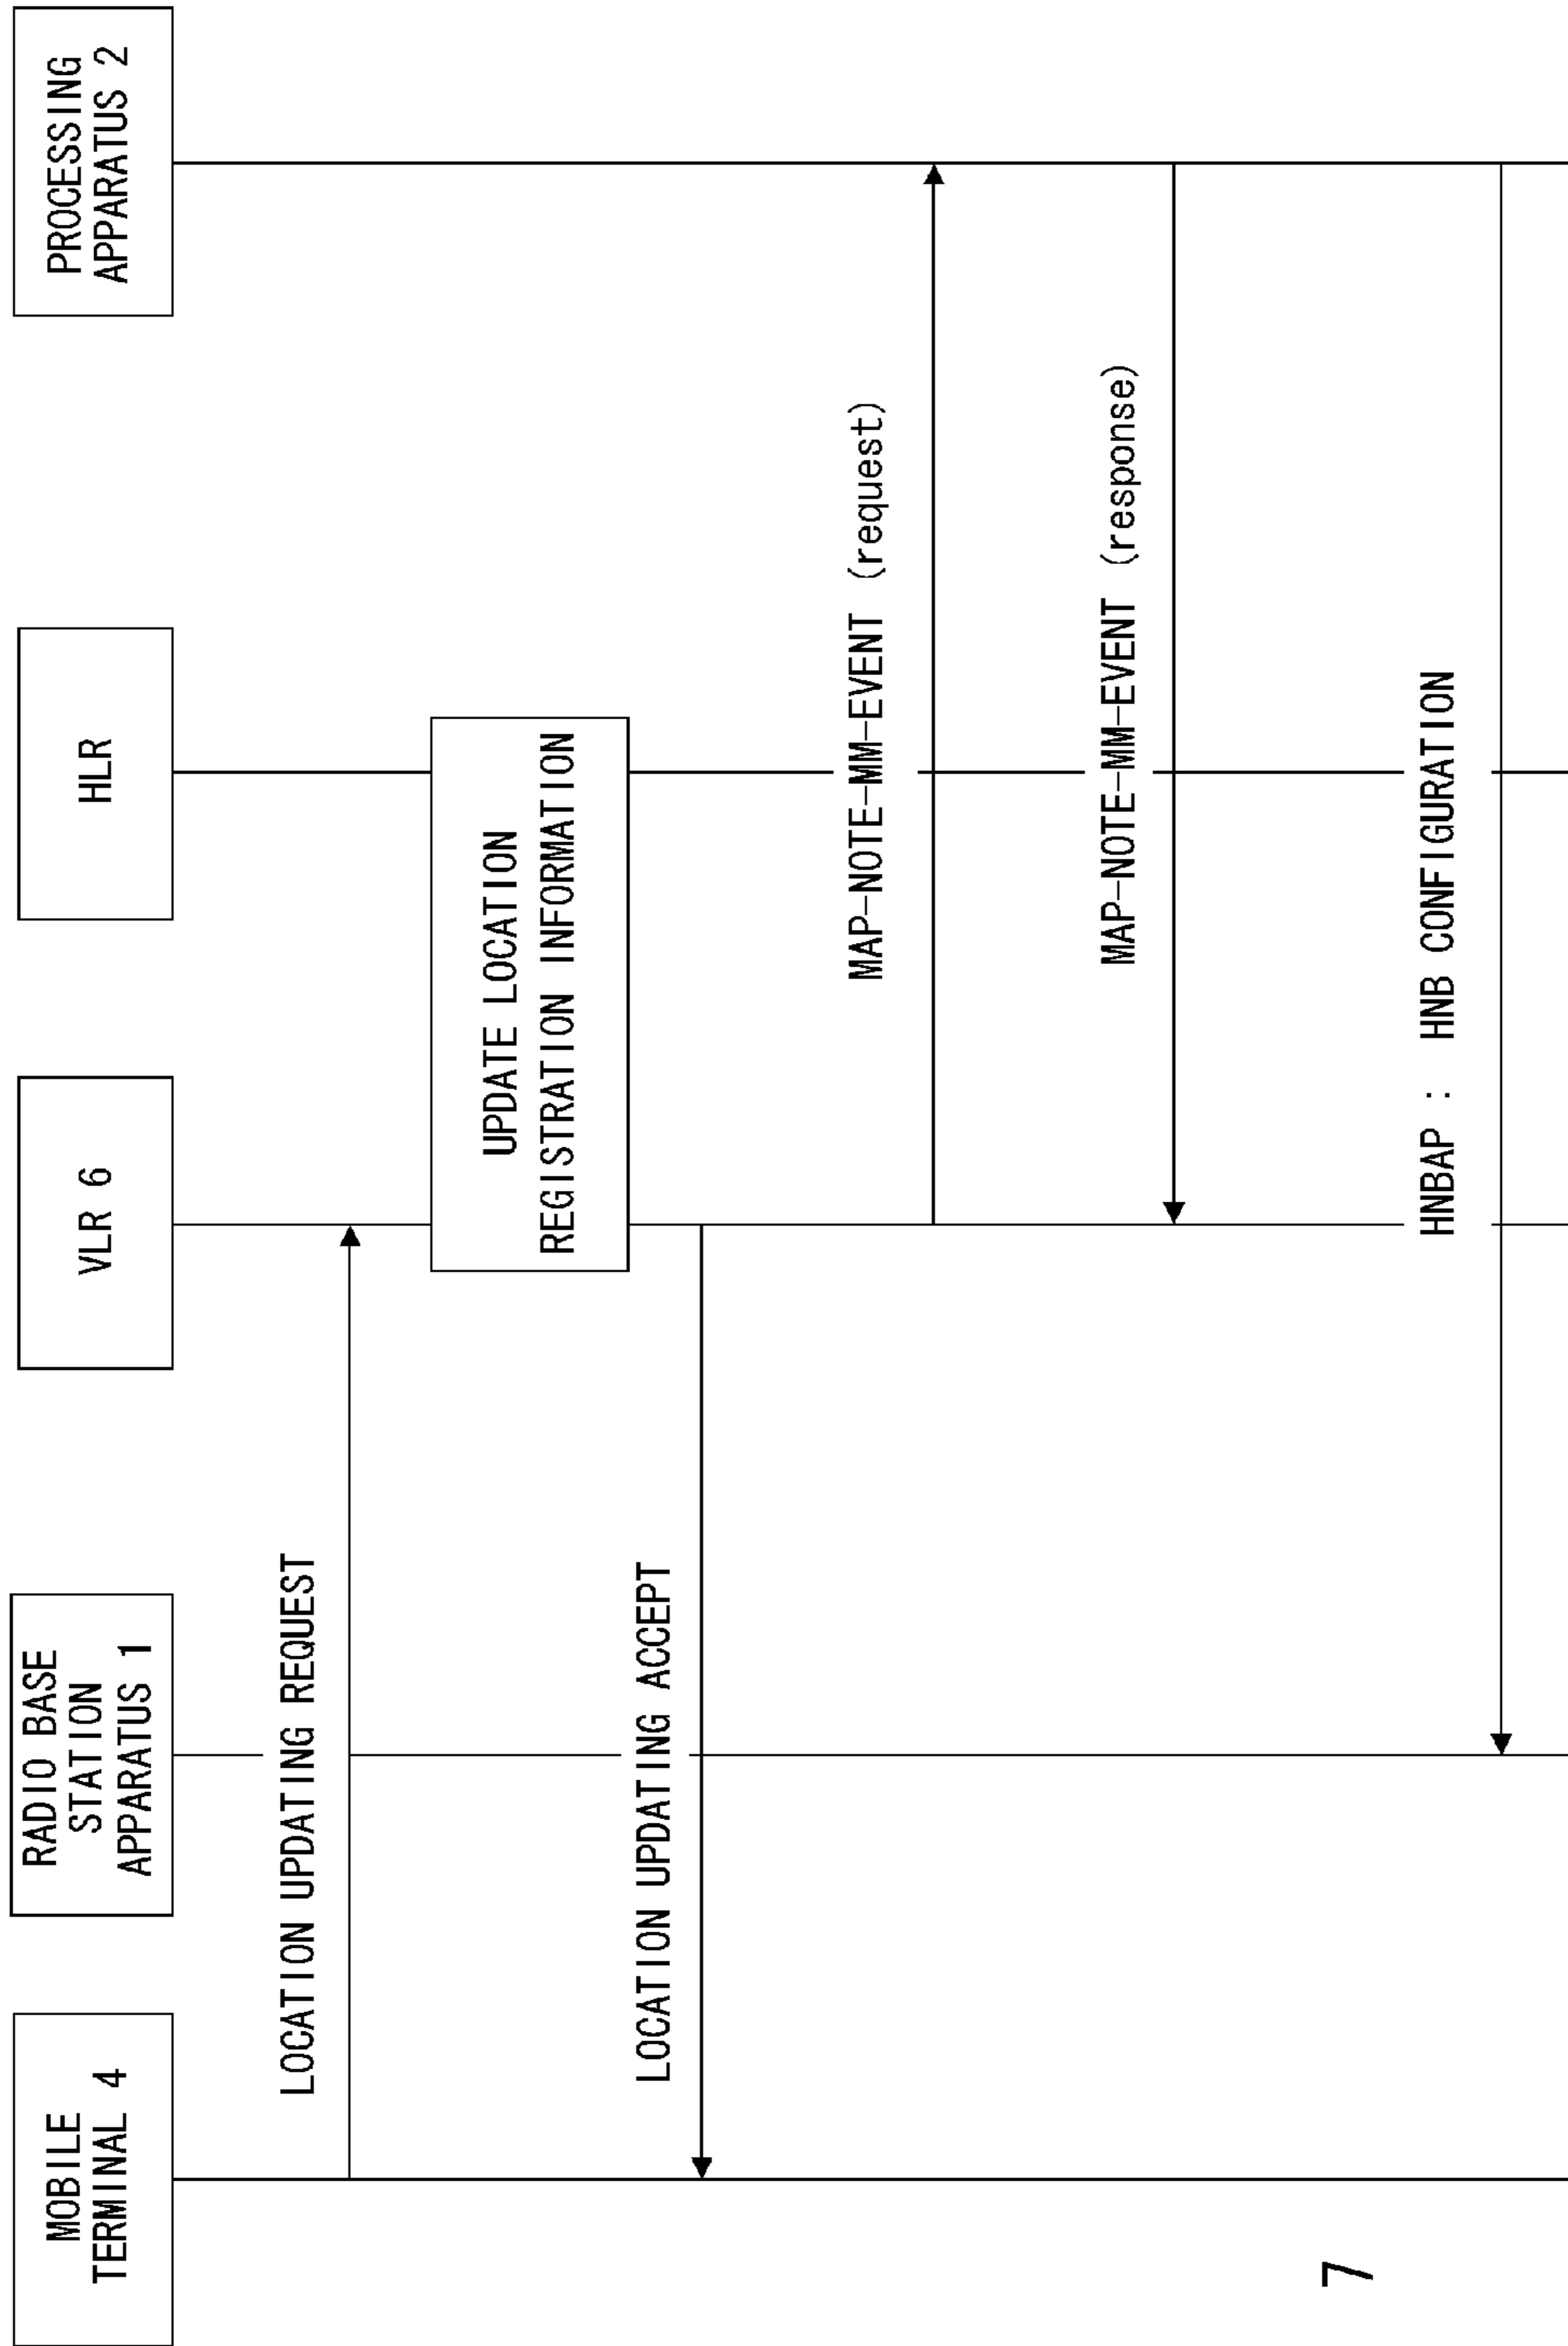 MOBILE
TERMINAL 4
RADIO BASE
STATION
APPARATUS 1
VLR 6
HLR
PROCESSING
APPARATUS 2
LOCATION UPDATING REQUEST
UPDATE LOCATION
REGISTRATION INFORMATION
LOCATION UPDATING ACCEPT
MAP-NOTE-MM-EVENT (request)
MAP-NOTE-MM-EVENT (response)
HNBAP : HNB CONFIGURATION
7